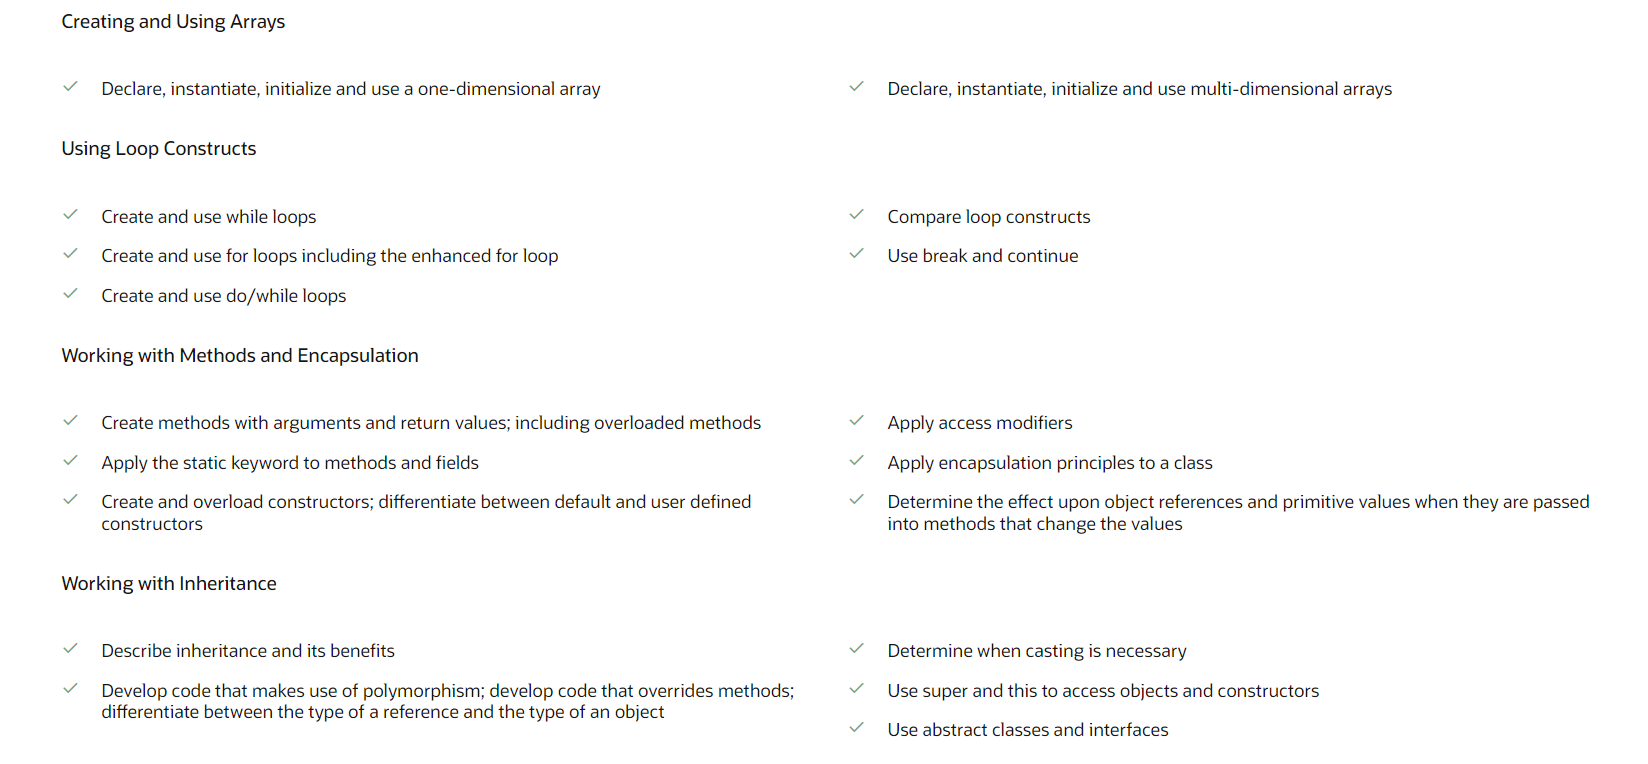 Creating and Using Arrays
Declare, instantiate, initialize and use a one-dimensional array
Declare, instantiate, initialize and use multi-dimensional arrays
Using Loop Constructs
Create and use while loops
Create and use for loops including the enhanced for loop
Create and use do/while loops
Compare loop constructs
Use break and continue
Working with Methods and Encapsulation
Create methods with arguments and return values; including overloaded methods
Apply the static keyword to methods and fields
Create and overload constructors; differentiate between default and user defined
constructors
Apply access modifiers
Apply encapsulation principles to a class
Determine the effect upon object references and primitive values when they are passed
into methods that change the values
Working with Inheritance
Describe inheritance and its benefits
Develop code that makes use of polymorphism; develop code that overrides methods;
differentiate between the type of a reference and the type of an object
Determine when casting is necessary
Use super and this to access objects and constructors
Use abstract classes and interfaces